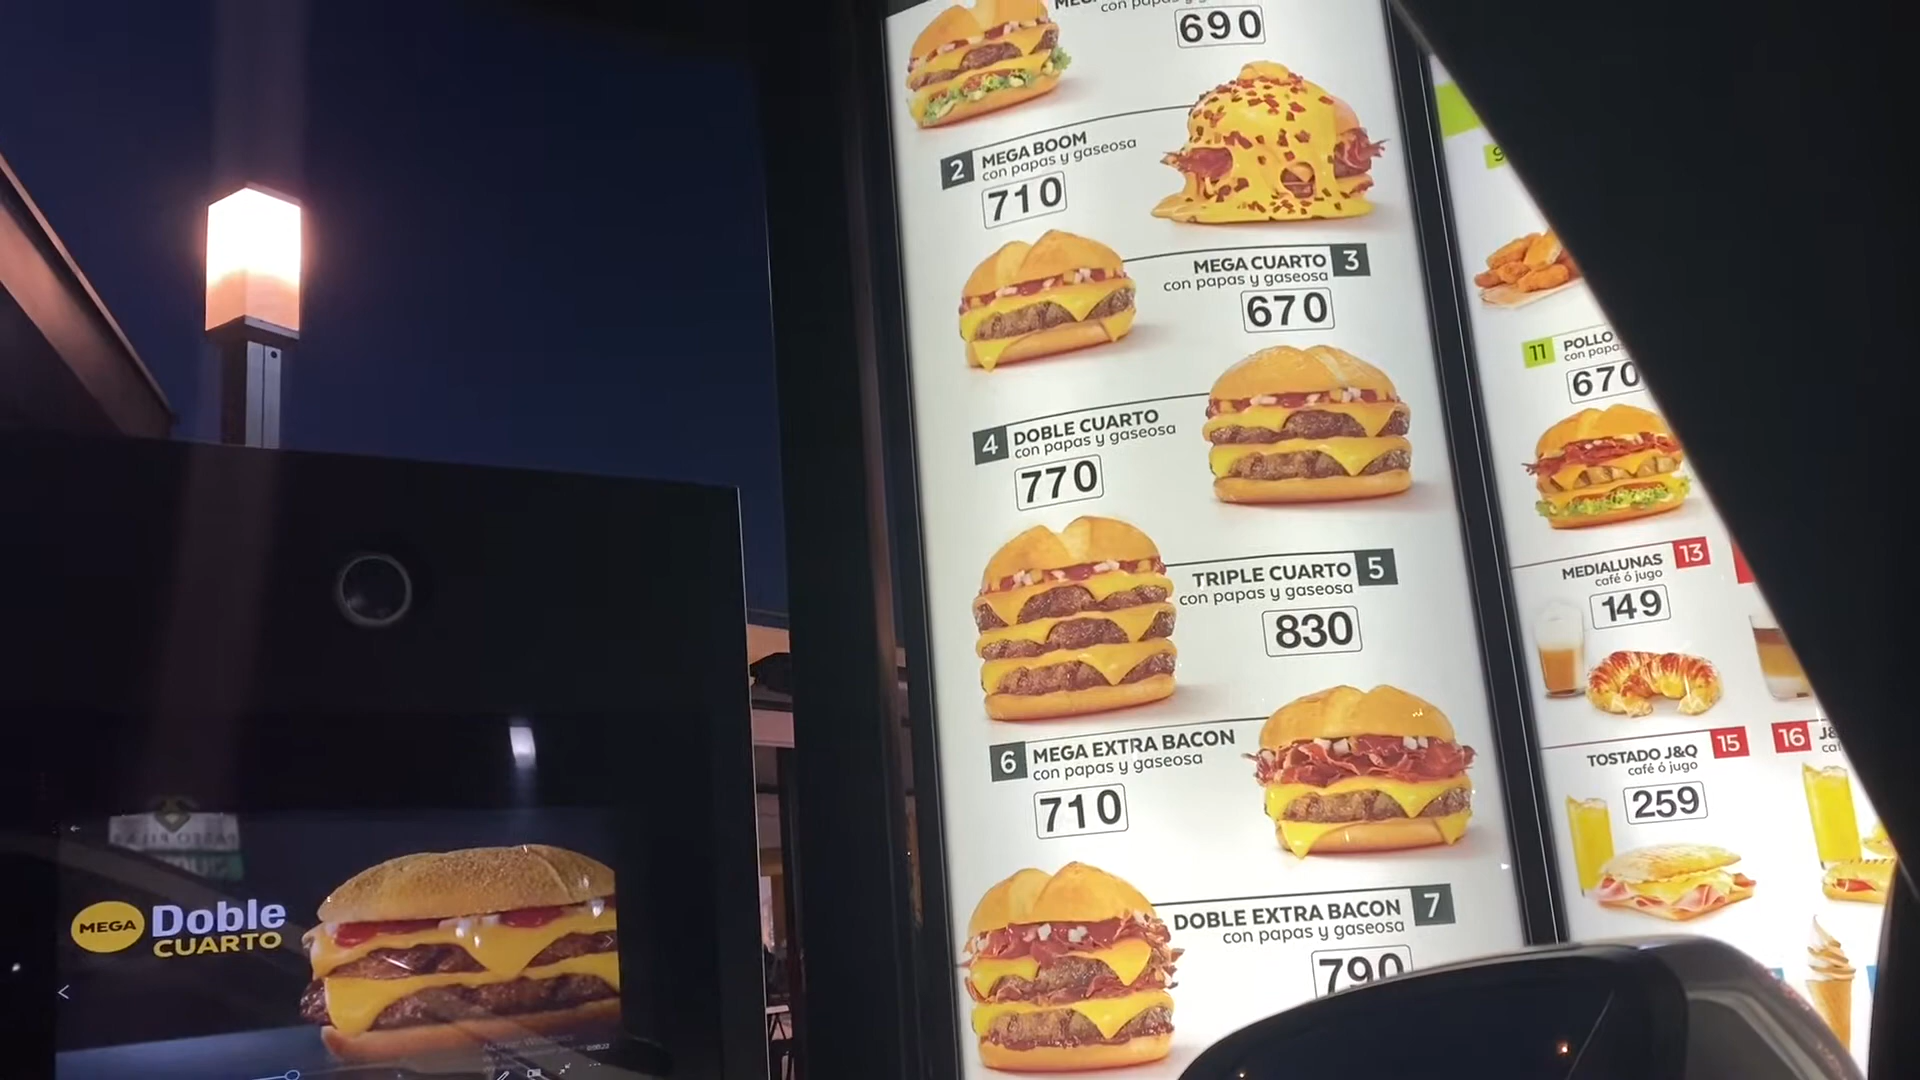 690
2 MEGA BOOM
con papas y gaseosa
710
MEGA CUARTO 3
con papas y gaseosa
670
4 DOBLE CUARTO
con papas y gaseosa
770
TRIPLE CUARTO 5
con papas y gaseosa
830
6 MEGA EXTRA BACON
con papas y gaseosa
710
DOBLE EXTRA BACON 7
con papas y gaseosa
790
11 POLLO
con papas
670
MEDIALUNAS 13
café ó jugo
149
TOSTADO J&Q 15
café ó jugo
259
16
MEGA Doble
CUARTO